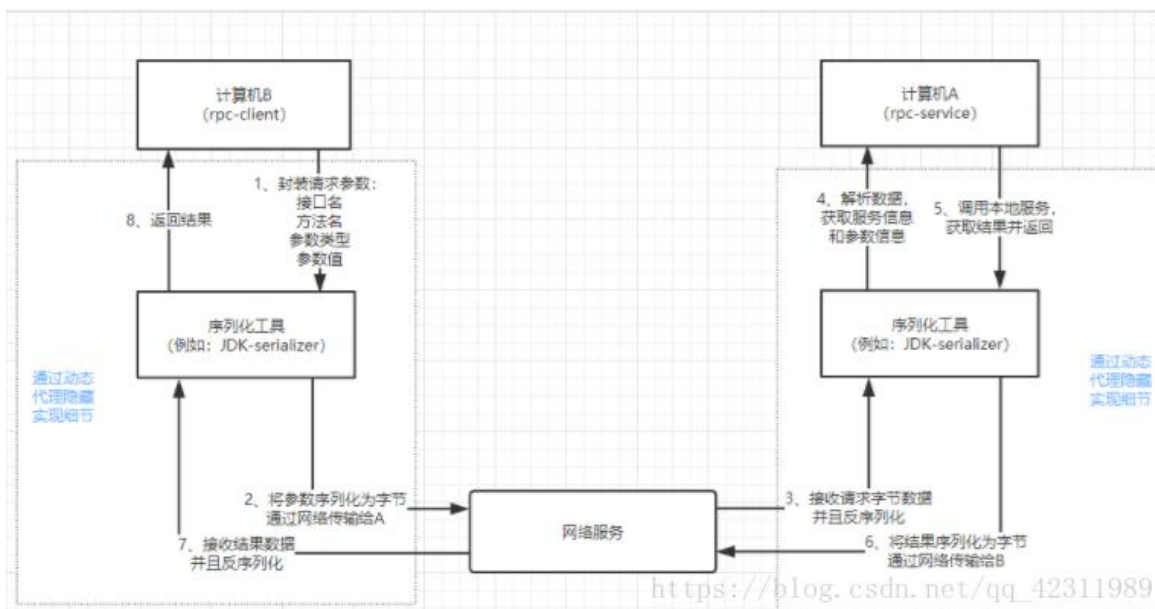 计算机B
(rpc-client)
计算机A
(rpc-service)
1、封装请求参数：
接口名
方法名
参数类型
参数值
8、返回结果
4、解析数据，
获取服务信息
和参数信息
5、调用本地服务，
获取结果并返回
序列化工具
(例如：JDK-serializer)
序列化工具
(例如：JDK-serializer)
通过动态
代理隐藏
实现细节
通过动态
代理隐藏
实现细节
2、将参数序列化为字节
通过网络传输给A
网络服务
3、接收请求字节数据
并且反序列化
7、接收结果数据
并且反序列化
6、将结果序列化为字节
通过网络传输给B
https://blog.csdn.net/qq_42311989